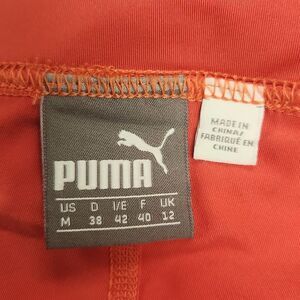 PUMA
US D I/E F UK
M 38 42 40 12
MADE IN
CHINA/
FABRIQUÉ EN
CHINE